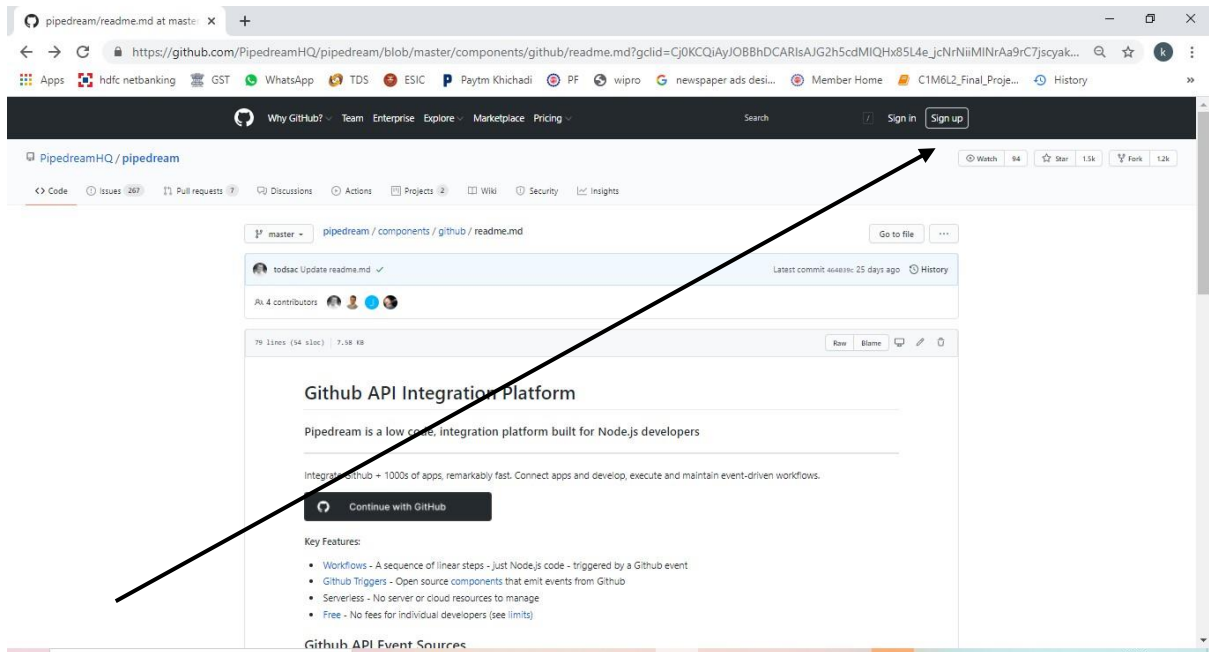 pipedream/readme.md at master
https://github.com/PipedreamHQ/pipedream/blob/master/components/github/readme.md?gclid=Cj0KCQiAyJOBBhDCARIsAJG2h5cdMIQHx85L4e_jcNrNiiMINrAa9rC7jscyak... k
Apps hdfc netbanking GST WhatsApp TDS ESIC Paytm Khichadi PF wipro newspaper ads desi... Member Home C1M6L2_Final_Proje... History »
Why GitHub? Team Enterprise Explore Marketplace Pricing Search / Sign in Sign up
PipedreamHQ / pipedream Watch 94 Star 1.5k Fork 1.2k
<> Code Issues 267 Pull requests 7 Discussions Actions Projects 2 Wiki Security Insights
master pipedream / components / github / readme.md Go to file ...
todsac Update readme.md Latest commit 25 days ago History
4 contributors
79 lines (54 sloc) 7.58 KB Raw Blame
Github API Integration Platform
Pipedream is a low code, integration platform built for Node.js developers
Integrate Github + 1000s of apps, remarkably fast. Connect apps and develop, execute and maintain event-driven workflows.
Continue with GitHub
Key Features:
• Workflows - A sequence of linear steps - just Node.js code - triggered by a Github event
• Github Triggers - Open source components that emit events from Github
• Serverless - No server or cloud resources to manage
• Free - No fees for individual developers (see limits)
Github API Event Sources